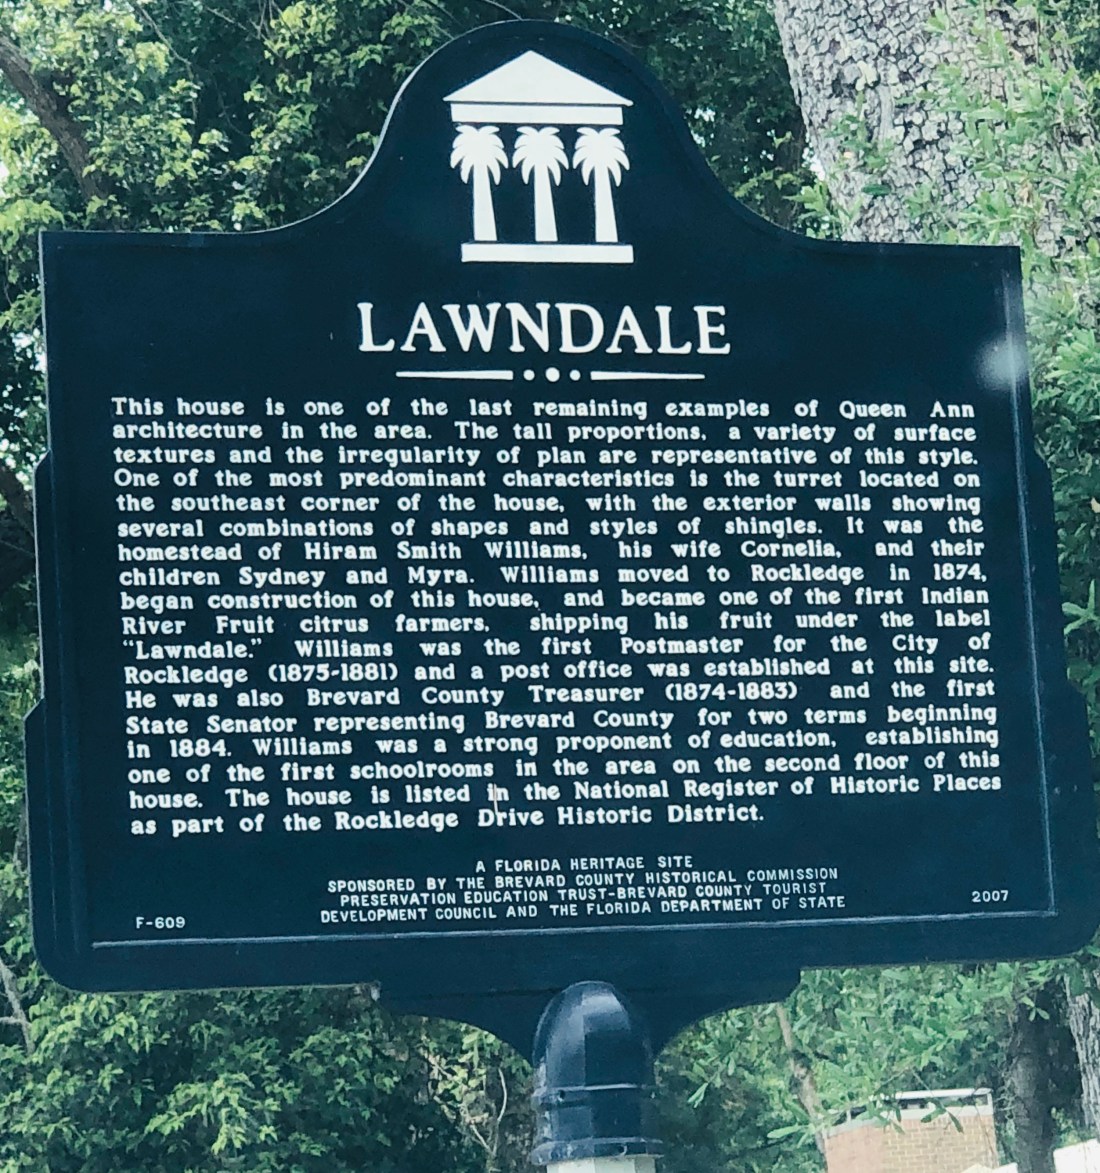 LAWNDALE
This house is one of the last remaining examples of Queen Ann
architecture in the area. The tall proportions, a variety of surface
textures and the irregularity of plan are representative of this style.
One of the most predominant characteristics is the turret located on
the southeast corner of the house, with the exterior walls showing
several combinations of shapes and styles of shingles. It was the
homestead of Hiram Smith Williams, his wife Cornelia, and their
children Sydney and Myra. Williams moved to Rockledge in 1874,
began construction of this house, and became one of the first Indian
River Fruit citrus farmers, shipping his fruit under the label
“Lawndale.” Williams was the first Postmaster for the City of
Rockledge (1875-1881) and a post office was established at this site.
He was also Brevard County Treasurer (1874-1883) and the first
State Senator representing Brevard County for two terms beginning
in 1884. Williams was a strong proponent of education, establishing
one of the first schoolrooms in the area on the second floor of this
house. The house is listed in the National Register of Historic Places
as part of the Rockledge Drive Historic District.
A FLORIDA HERITAGE SITE
SPONSORED BY THE BREVARD COUNTY HISTORICAL COMMISSION
PRESERVATION EDUCATION TRUST-BREVARD COUNTY TOURIST
DEVELOPMENT COUNCIL AND THE FLORIDA DEPARTMENT OF STATE
F-609
2007